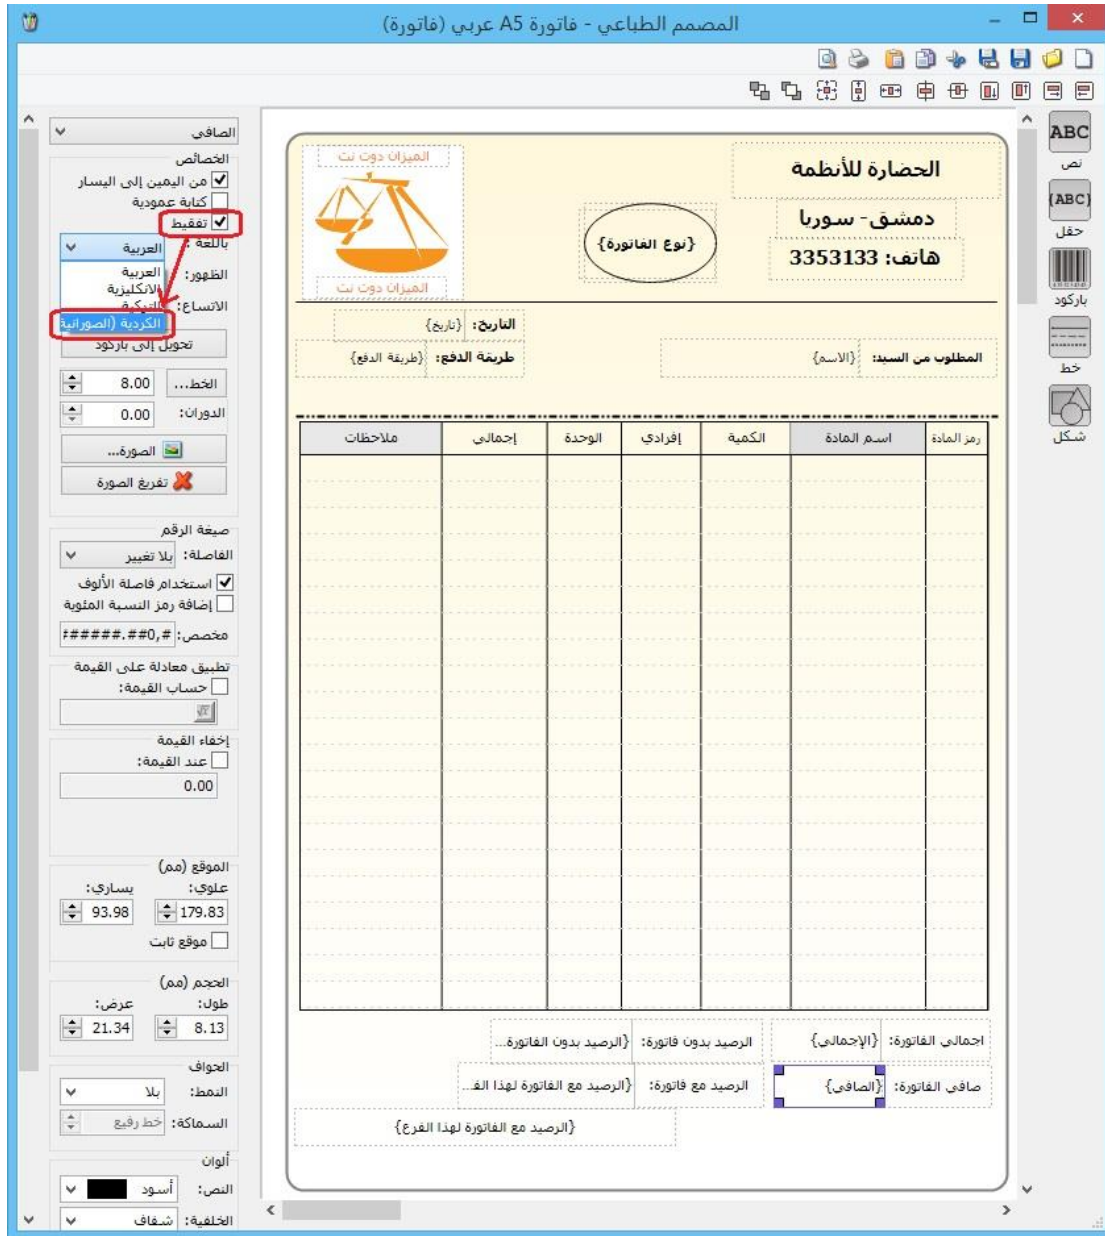 المصمم الطباعي - فاتورة A5 عربي (فاتورة)
ABC
نص
{ABC}
حقل
باركود
خط
شكل
الميزان دوت نت
الحضارة للأنظمة
دمشق- سوريا
هاتف: 3353133
{نوع الفاتورة}
الميزان دوت نت
التاريخ: {تاريخ}
المطلوب من السيد: {الاسم} طريقة الدفع: {طريقة الدفع}
رمز المادة اسم المادة الكمية إفرادي الوحدة إجمالي ملاحظات
اجمالي الفاتورة: {الإجمالي} الرصيد بدون فاتورة: {الرصيد بدون الفاتورة...
صافي الفاتورة: {الصافي} الرصيد مع فاتورة: {الرصيد مع الفاتورة لهذا الف...
{الرصيد مع الفاتورة لهذا الفرع}
الصافي
الخصائص
من اليمين إلى اليسار
كتابة عمودية
تفقيط
باللغة : العربية
العربية
الظهور:
الانكليزية
الاتساع: التركية
الكردية (الصورانية
تحويل إلى باركود
الخط... 8.00
الدوران: 0.00
الصورة...
تفريغ الصورة
صيغة الرقم
الفاصلة: بلا تغيير
استخدام فاصلة الألوف
إضافة رمز النسبة المئوية
مخصص: #,##0.######
تطبيق معادلة على القيمة
حساب القيمة:
إخفاء القيمة
عند القيمة:
0.00
الموقع (مم)
علوي: يساري:
179.83 93.98
موقع ثابت
الحجم (مم)
طول: عرض:
8.13 21.34
الحواف
النمط: بلا
السماكة: خط رفيع
ألوان
النص: أسود
الخلفية: شفاف